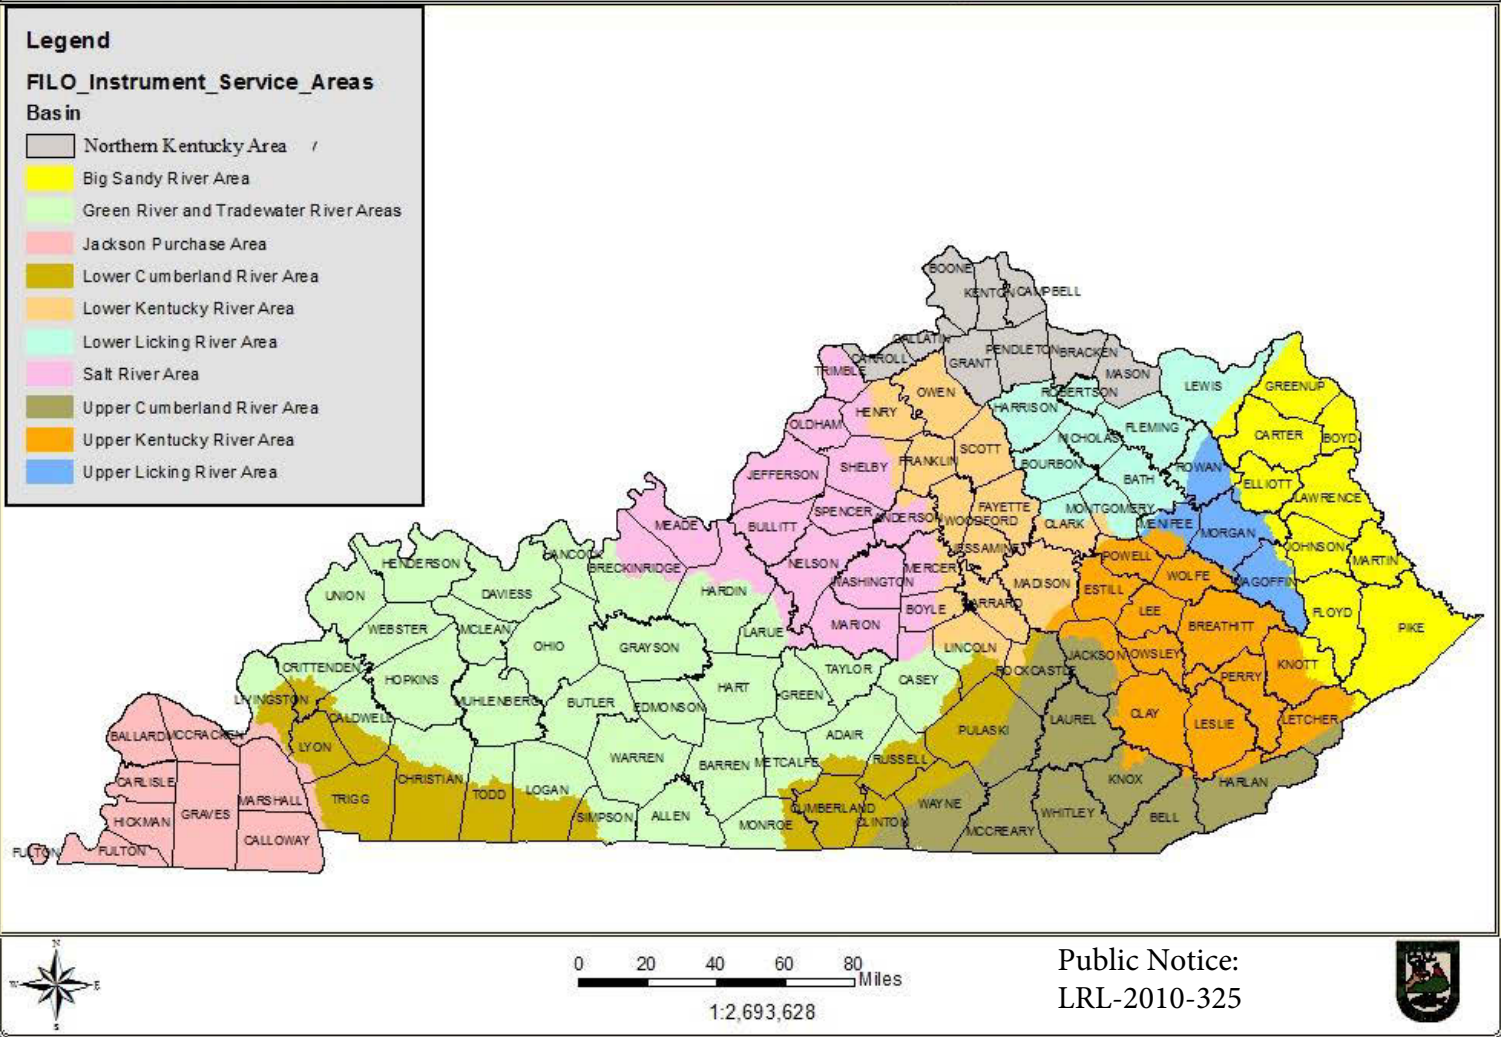 Legend
FILO_Instrument_Service_Areas
Basin
Northern Kentucky Area /
Big Sandy River Area
Green River and Tradewater River Areas
Jackson Purchase Area
Lower Cumberland River Area
Lower Kentucky River Area
Lower Licking River Area
Salt River Area
Upper Cumberland River Area
Upper Kentucky River Area
Upper Licking River Area
BOONE
KENTON
CAMPBELL
GALLATIN
CARROLL
GRANT
PENDLETON
BRACKEN
MASON
TRIMBLE
OWEN
ROBERTSON
LEWIS
GREENUP
HENRY
HARRISON
OLDHAM
FLEMING
NICHOLAS
CARTER
BOYD
SCOTT
FRANKLIN
SHELBY
JEFFERSON
BOURBON
ROWAN
BATH
ELLIOTT
LAWRENCE
SPENCER
ANDERSON
WOODFORD
FAYETTE
MONTGOMERY
CLARK
MENIFEE
MORGAN
MEADE
BULLITT
JESSAMINE
JOHNSON
MARTIN
HANCOCK
HENDERSON
BRECKINRIDGE
NELSON
WASHINGTON
MERCER
MADISON
POWELL
WOLFE
MAGOFFIN
ESTILL
UNION
DAVIESS
HARDIN
BOYLE
GARRARD
LEE
FLOYD
PIKE
WEBSTER
MCLEAN
OHIO
GRAYSON
LARUE
MARION
LINCOLN
BREATHITT
CRITTENDEN
HOPKINS
TAYLOR
CASEY
ROCKCASTLE
JACKSON
OWSLEY
KNOTT
PERRY
LIVINGSTON
MUHLENBERG
BUTLER
EDMONSON
HART
GREEN
CALDWELL
LYON
BALLARD
MCCRACKEN
ADAIR
PULASKI
LAUREL
CLAY
LESLIE
LETCHER
CARLISLE
CHRISTIAN
WARREN
BARREN
METCALFE
RUSSELL
KNOX
HARLAN
MARSHALL
TRIGG
TODD
LOGAN
HICKMAN
GRAVES
SIMPSON
ALLEN
MONROE
CUMBERLAND
CLINTON
WAYNE
MCCREARY
WHITLEY
BELL
CALLOWAY
FULTON
FULTON
N
W
E
S
0 20 40 60 80
Miles
1:2,693,628
Public Notice:
LRL-2010-325